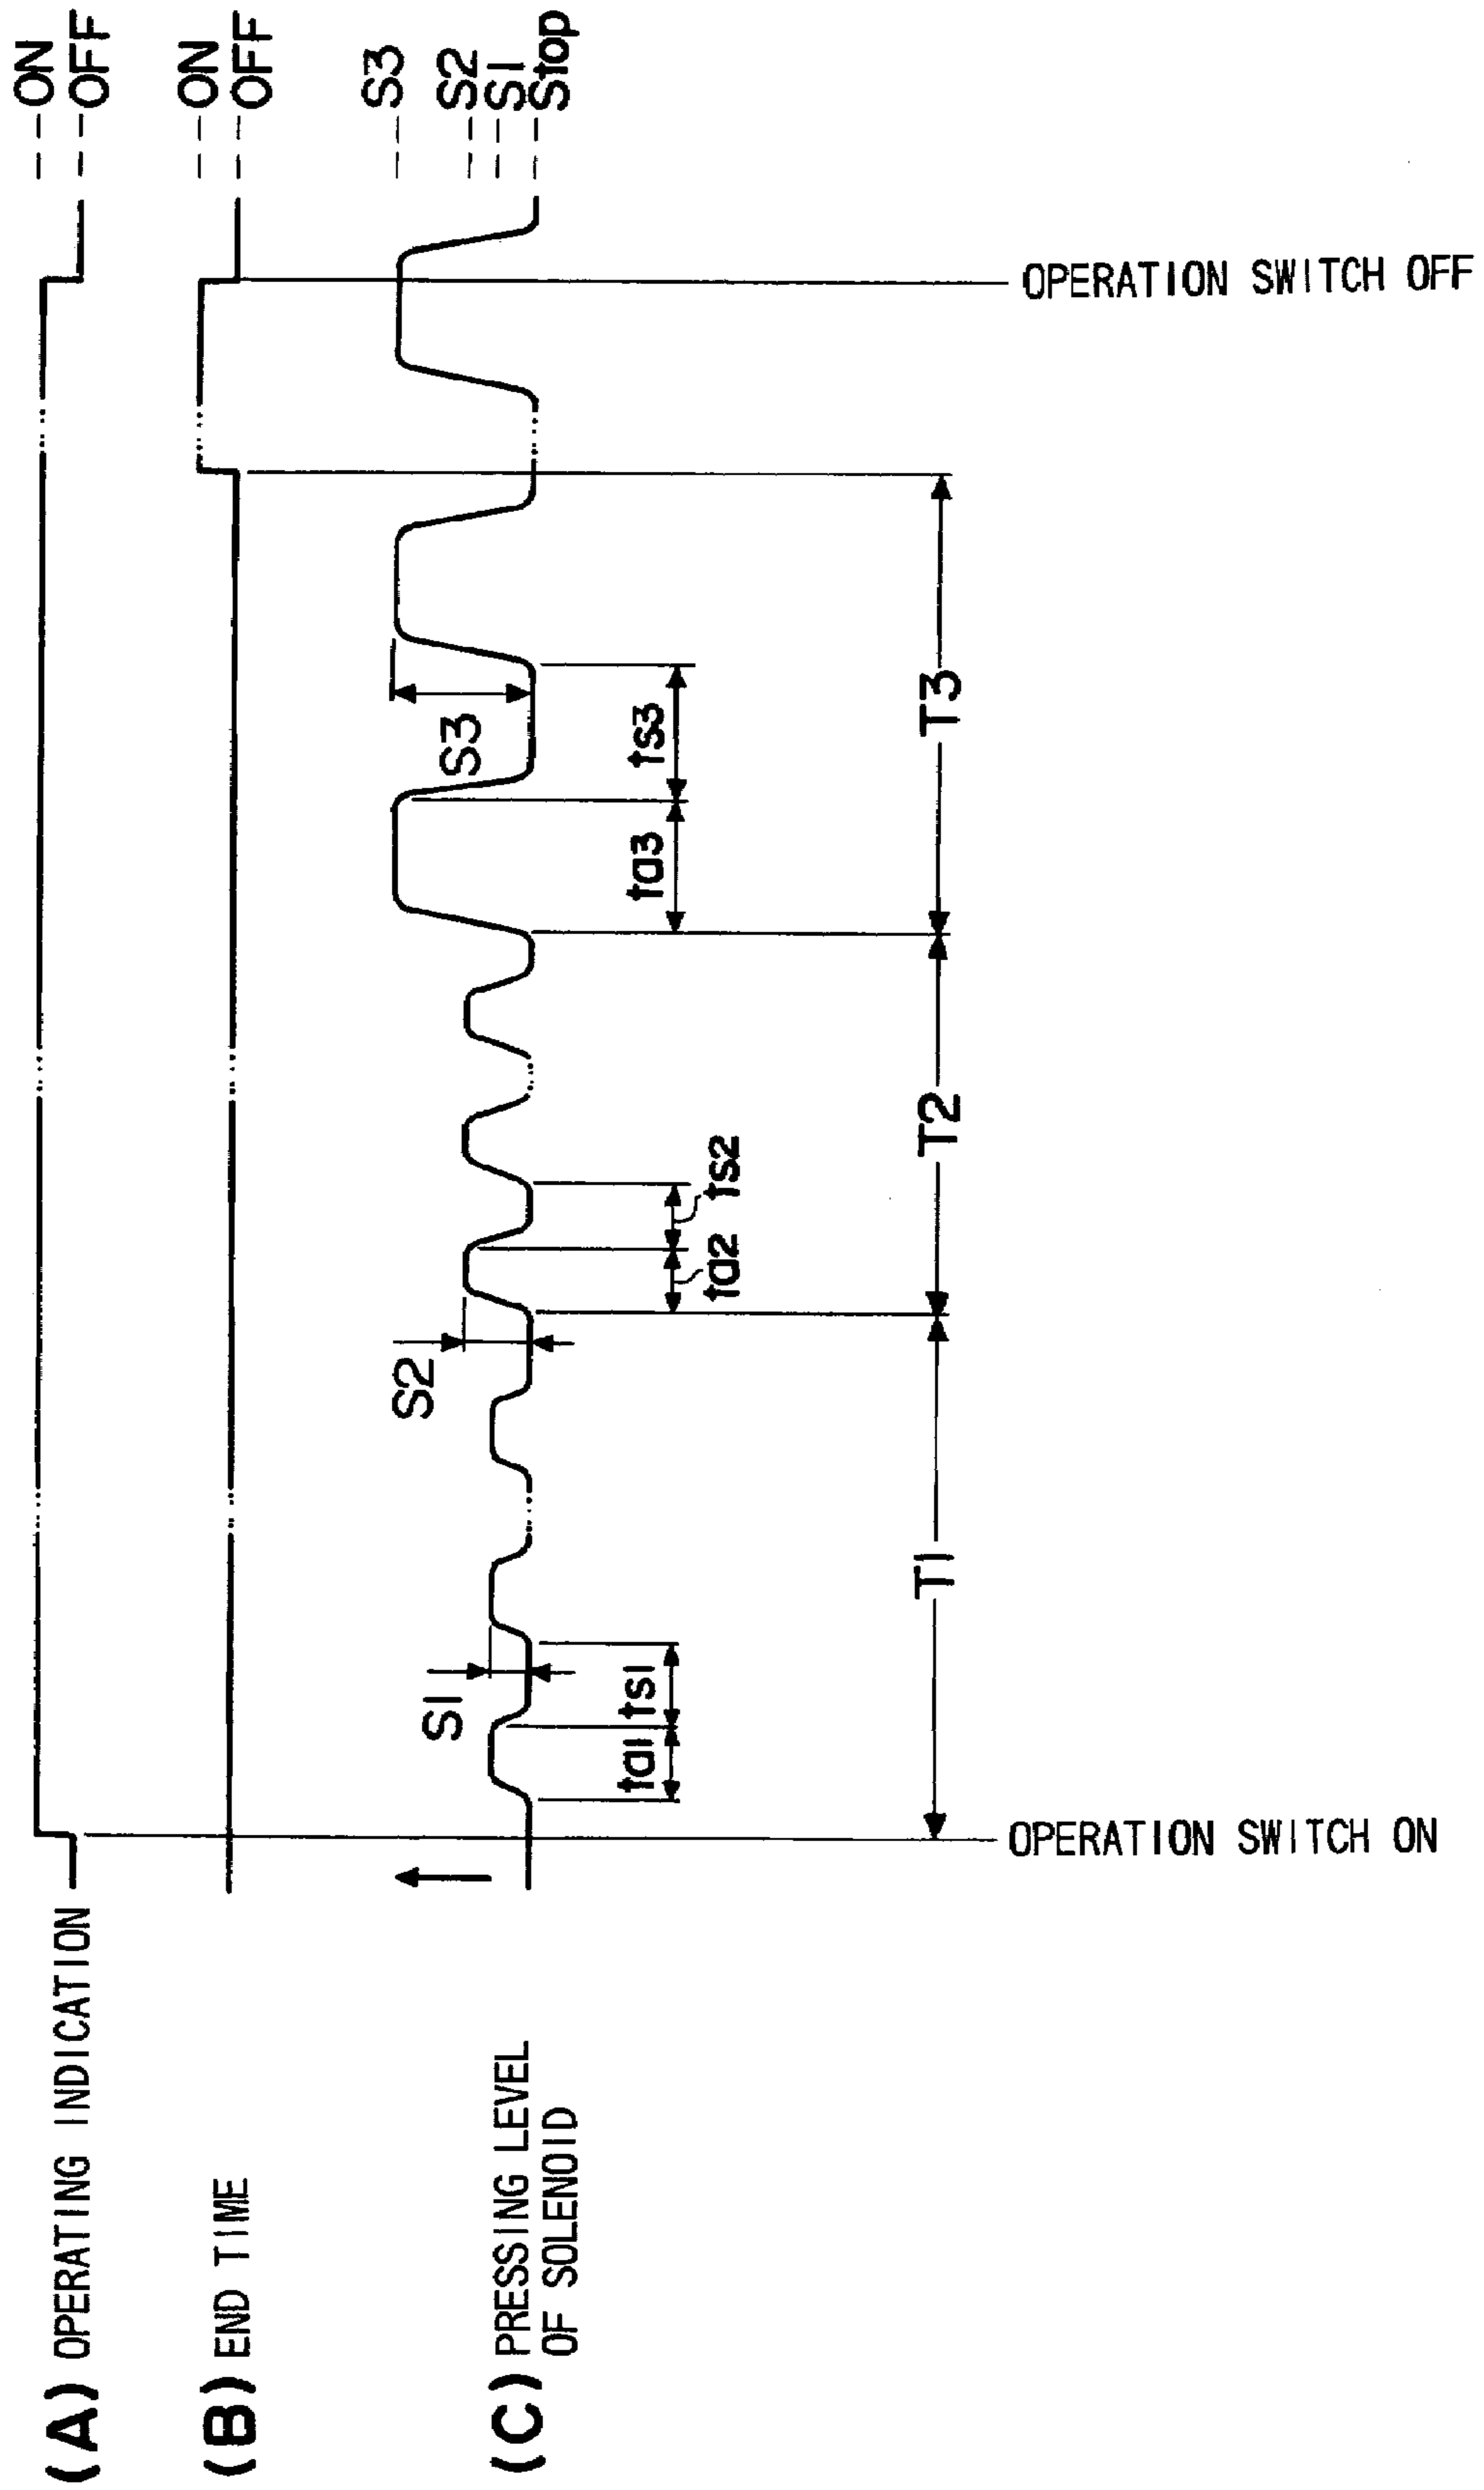 (A) OPERATING INDICATION
ON
OFF
(B) END TIME
ON
OFF
(C) PRESSING LEVEL
OF SOLENOID
S3
S2
S1
Stop
S1
S2
S3
ta1
ts1
ta2
ts2
ta3
ts3
T1
T2
T3
OPERATION SWITCH ON
OPERATION SWITCH OFF